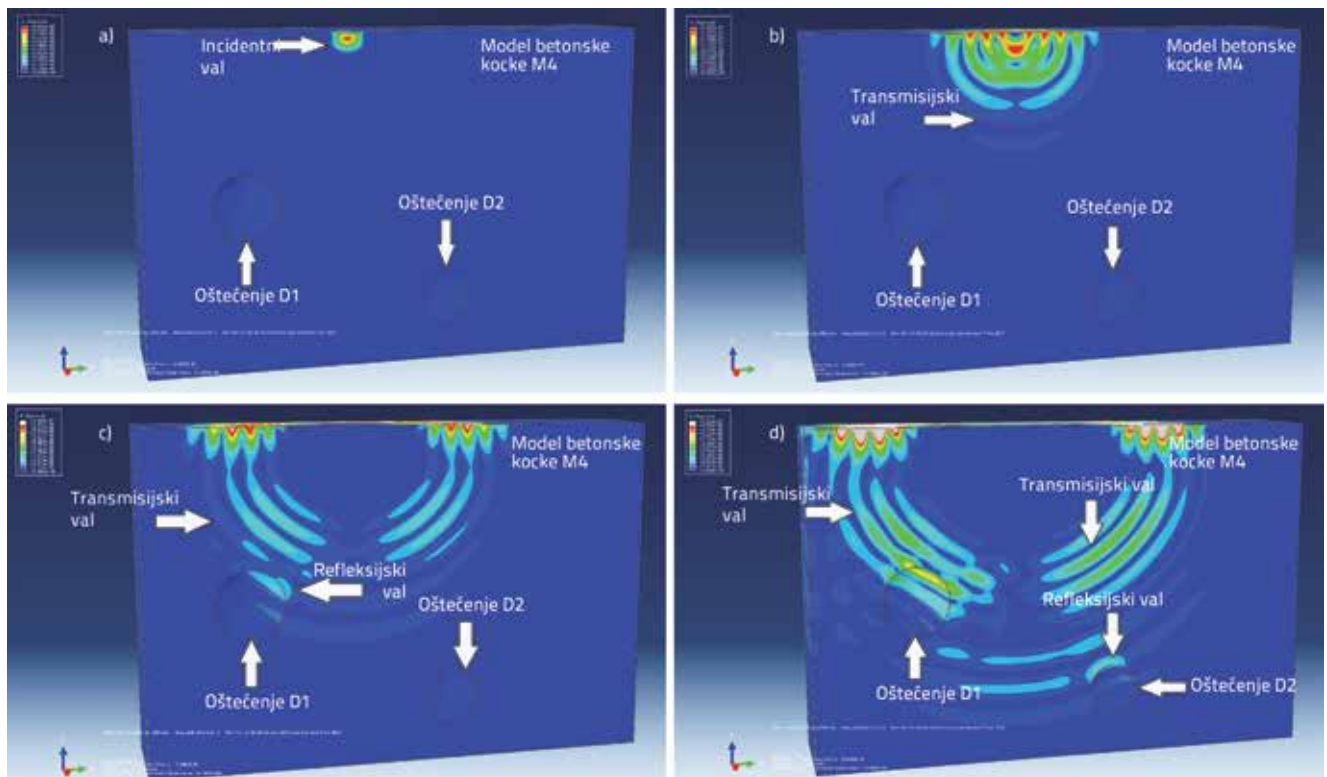 a)
Incidentni
val
Model betonske
kocke M4
Oštećenje D2
Oštećenje D1
b)
Model betonske
kocke M4
Transmisijski
val
Oštećenje D2
Oštećenje D1
c)
Model betonske
kocke M4
Transmisijski
val
Refleksijski
val
Oštećenje D2
Oštećenje D1
d)
Model betonske
kocke M4
Transmisijski
val
Transmisijski val
Refleksijski val
Oštećenje D1
Oštećenje D2